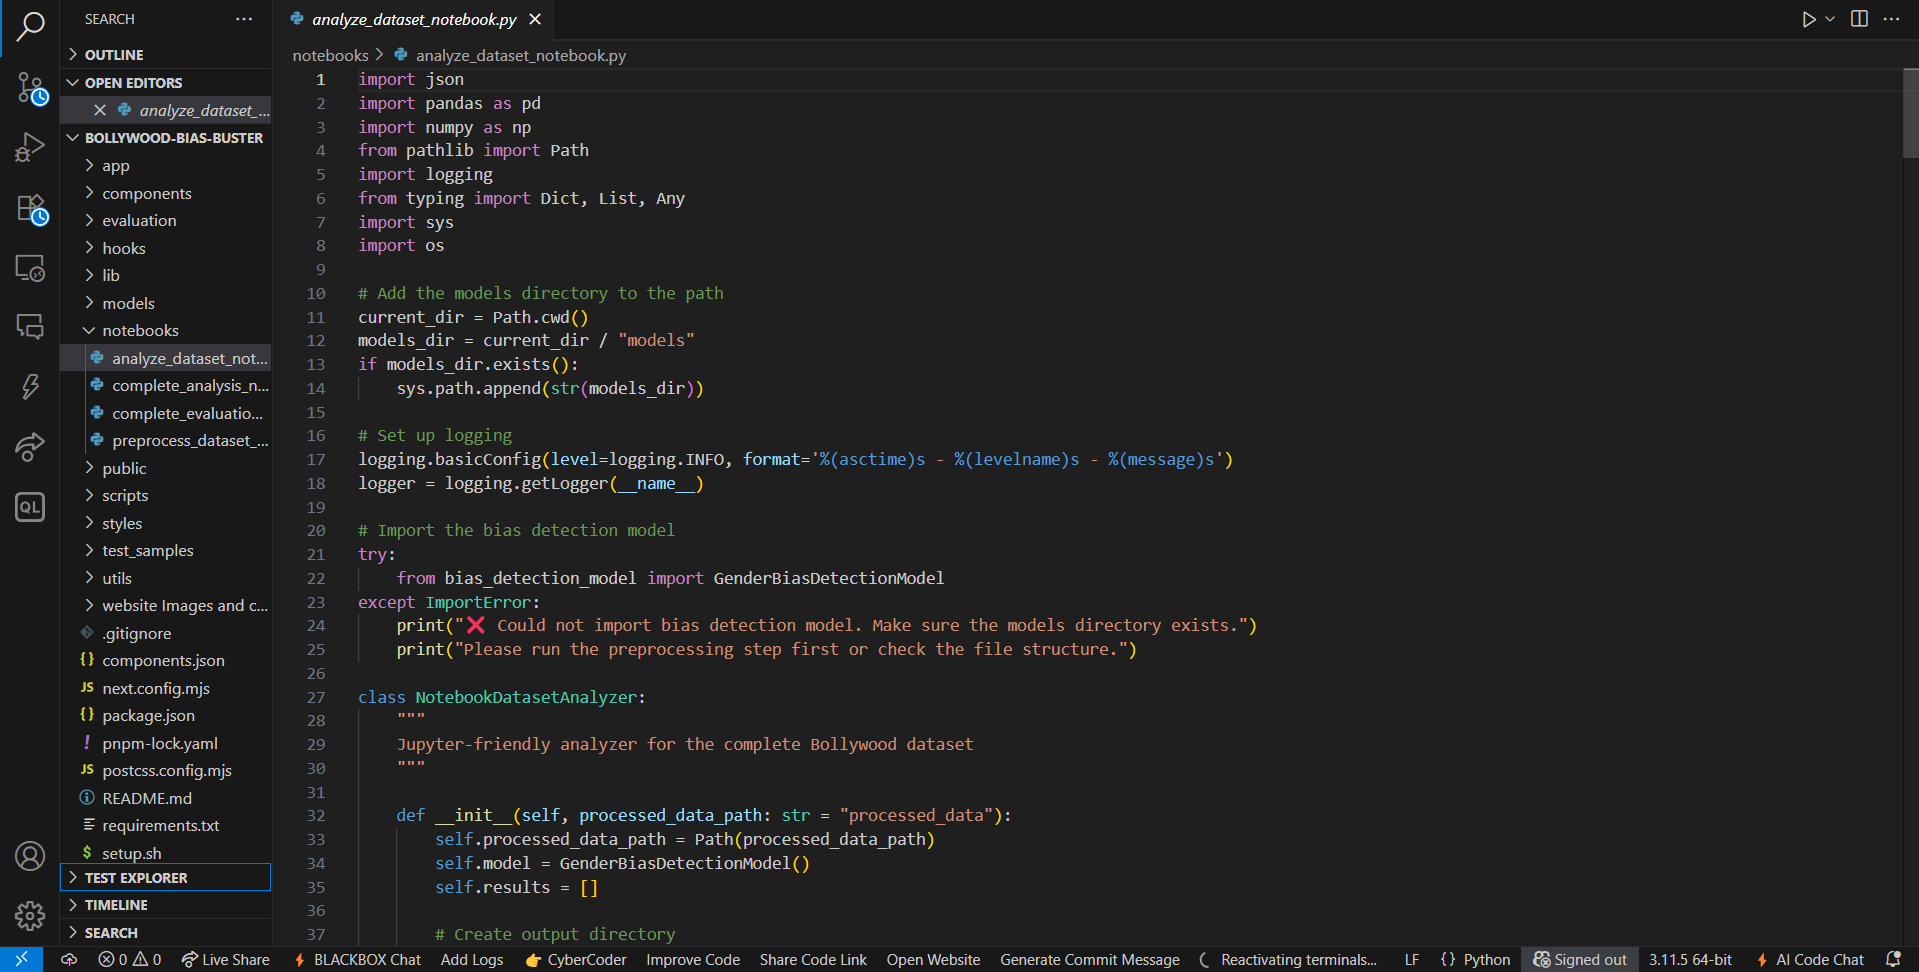 SEARCH
OUTLINE
OPEN EDITORS
analyze_dataset_...
BOLLYWOOD-BIAS-BUSTER
app
components
evaluation
hooks
lib
models
notebooks
analyze_dataset_not...
complete_analysis_n...
complete_evaluatio...
preprocess_dataset_...
public
scripts
styles
test_samples
utils
website Images and c...
.gitignore
{} components.json
JS next.config.mjs
{} package.json
! pnpm-lock.yaml
JS postcss.config.mjs
README.md
requirements.txt
$ setup.sh
TEST EXPLORER
TIMELINE
SEARCH
QL
analyze_dataset_notebook.py
notebooks > analyze_dataset_notebook.py
1 import json
2 import pandas as pd
3 import numpy as np
4 from pathlib import Path
5 import logging
6 from typing import Dict, List, Any
7 import sys
8 import os
9
10 # Add the models directory to the path
11 current_dir = Path.cwd()
12 models_dir = current_dir / "models"
13 if models_dir.exists():
14     sys.path.append(str(models_dir))
15
16 # Set up logging
17 logging.basicConfig(level=logging.INFO, format='%(asctime)s - %(levelname)s - %(message)s')
18 logger = logging.getLogger(__name__)
19
20 # Import the bias detection model
21 try:
22     from bias_detection_model import GenderBiasDetectionModel
23 except ImportError:
24     print("❌ Could not import bias detection model. Make sure the models directory exists.")
25     print("Please run the preprocessing step first or check the file structure.")
26
27 class NotebookDatasetAnalyzer:
28     """
29     Jupyter-friendly analyzer for the complete Bollywood dataset
30     """
31
32     def __init__(self, processed_data_path: str = "processed_data"):
33         self.processed_data_path = Path(processed_data_path)
34         self.model = GenderBiasDetectionModel()
35         self.results = []
36
37         # Create output directory
0 0 Live Share BLACKBOX Chat Add Logs 👉 CyberCoder Improve Code Share Code Link Open Website Generate Commit Message Reactivating terminals... LF {} Python Signed out 3.11.5 64-bit AI Code Chat